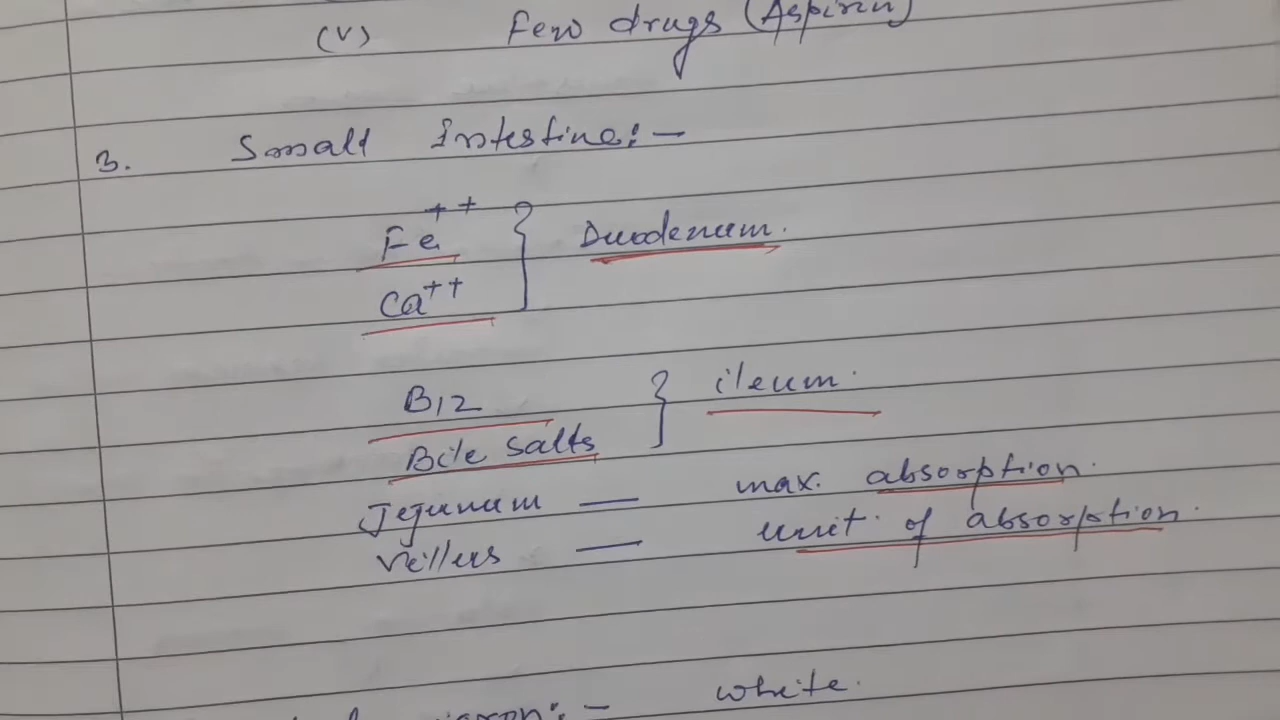 (v) Few drugs (Aspirin)
3. Small Intestine:-
Fe++ } Duodenum.
Ca++
B12 } ileum.
Bile salts
Jejunum — max. absorption.
Villus — unit of absorption.
:- white.